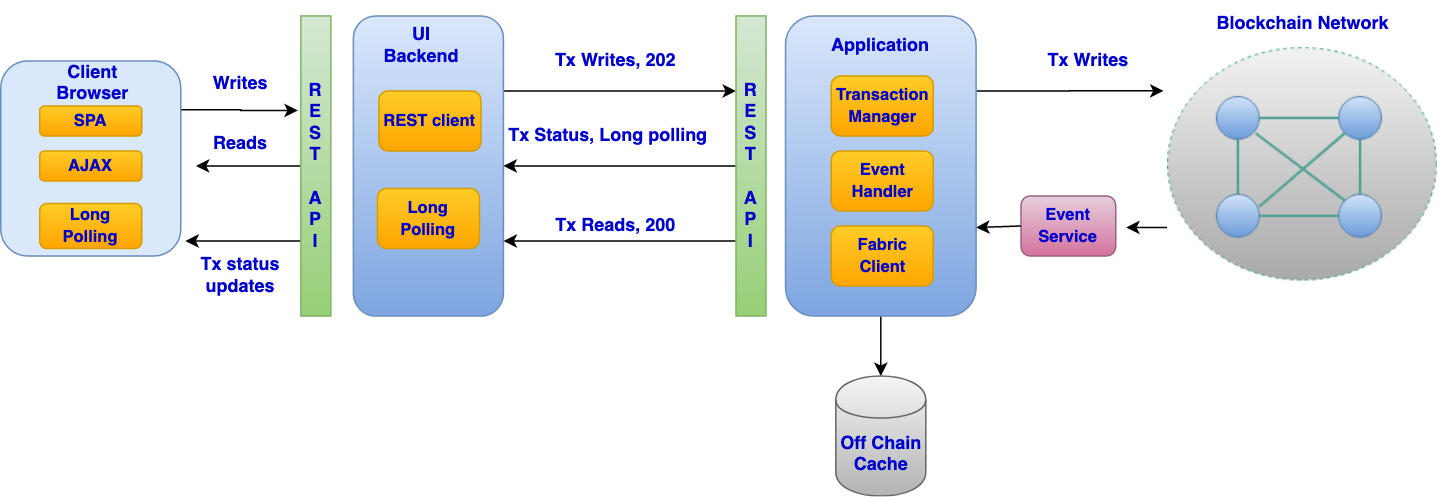 Client
Browser
SPA
AJAX
Long
Polling
Writes
Reads
Tx status
updates
R
E
S
T
A
P
I
UI
Backend
REST client
Long
Polling
Tx Writes, 202
Tx Status, Long polling
Tx Reads, 200
R
E
S
T
A
P
I
Application
Transaction
Manager
Event
Handler
Fabric
Client
Off Chain
Cache
Tx Writes
Event
Service
Blockchain Network